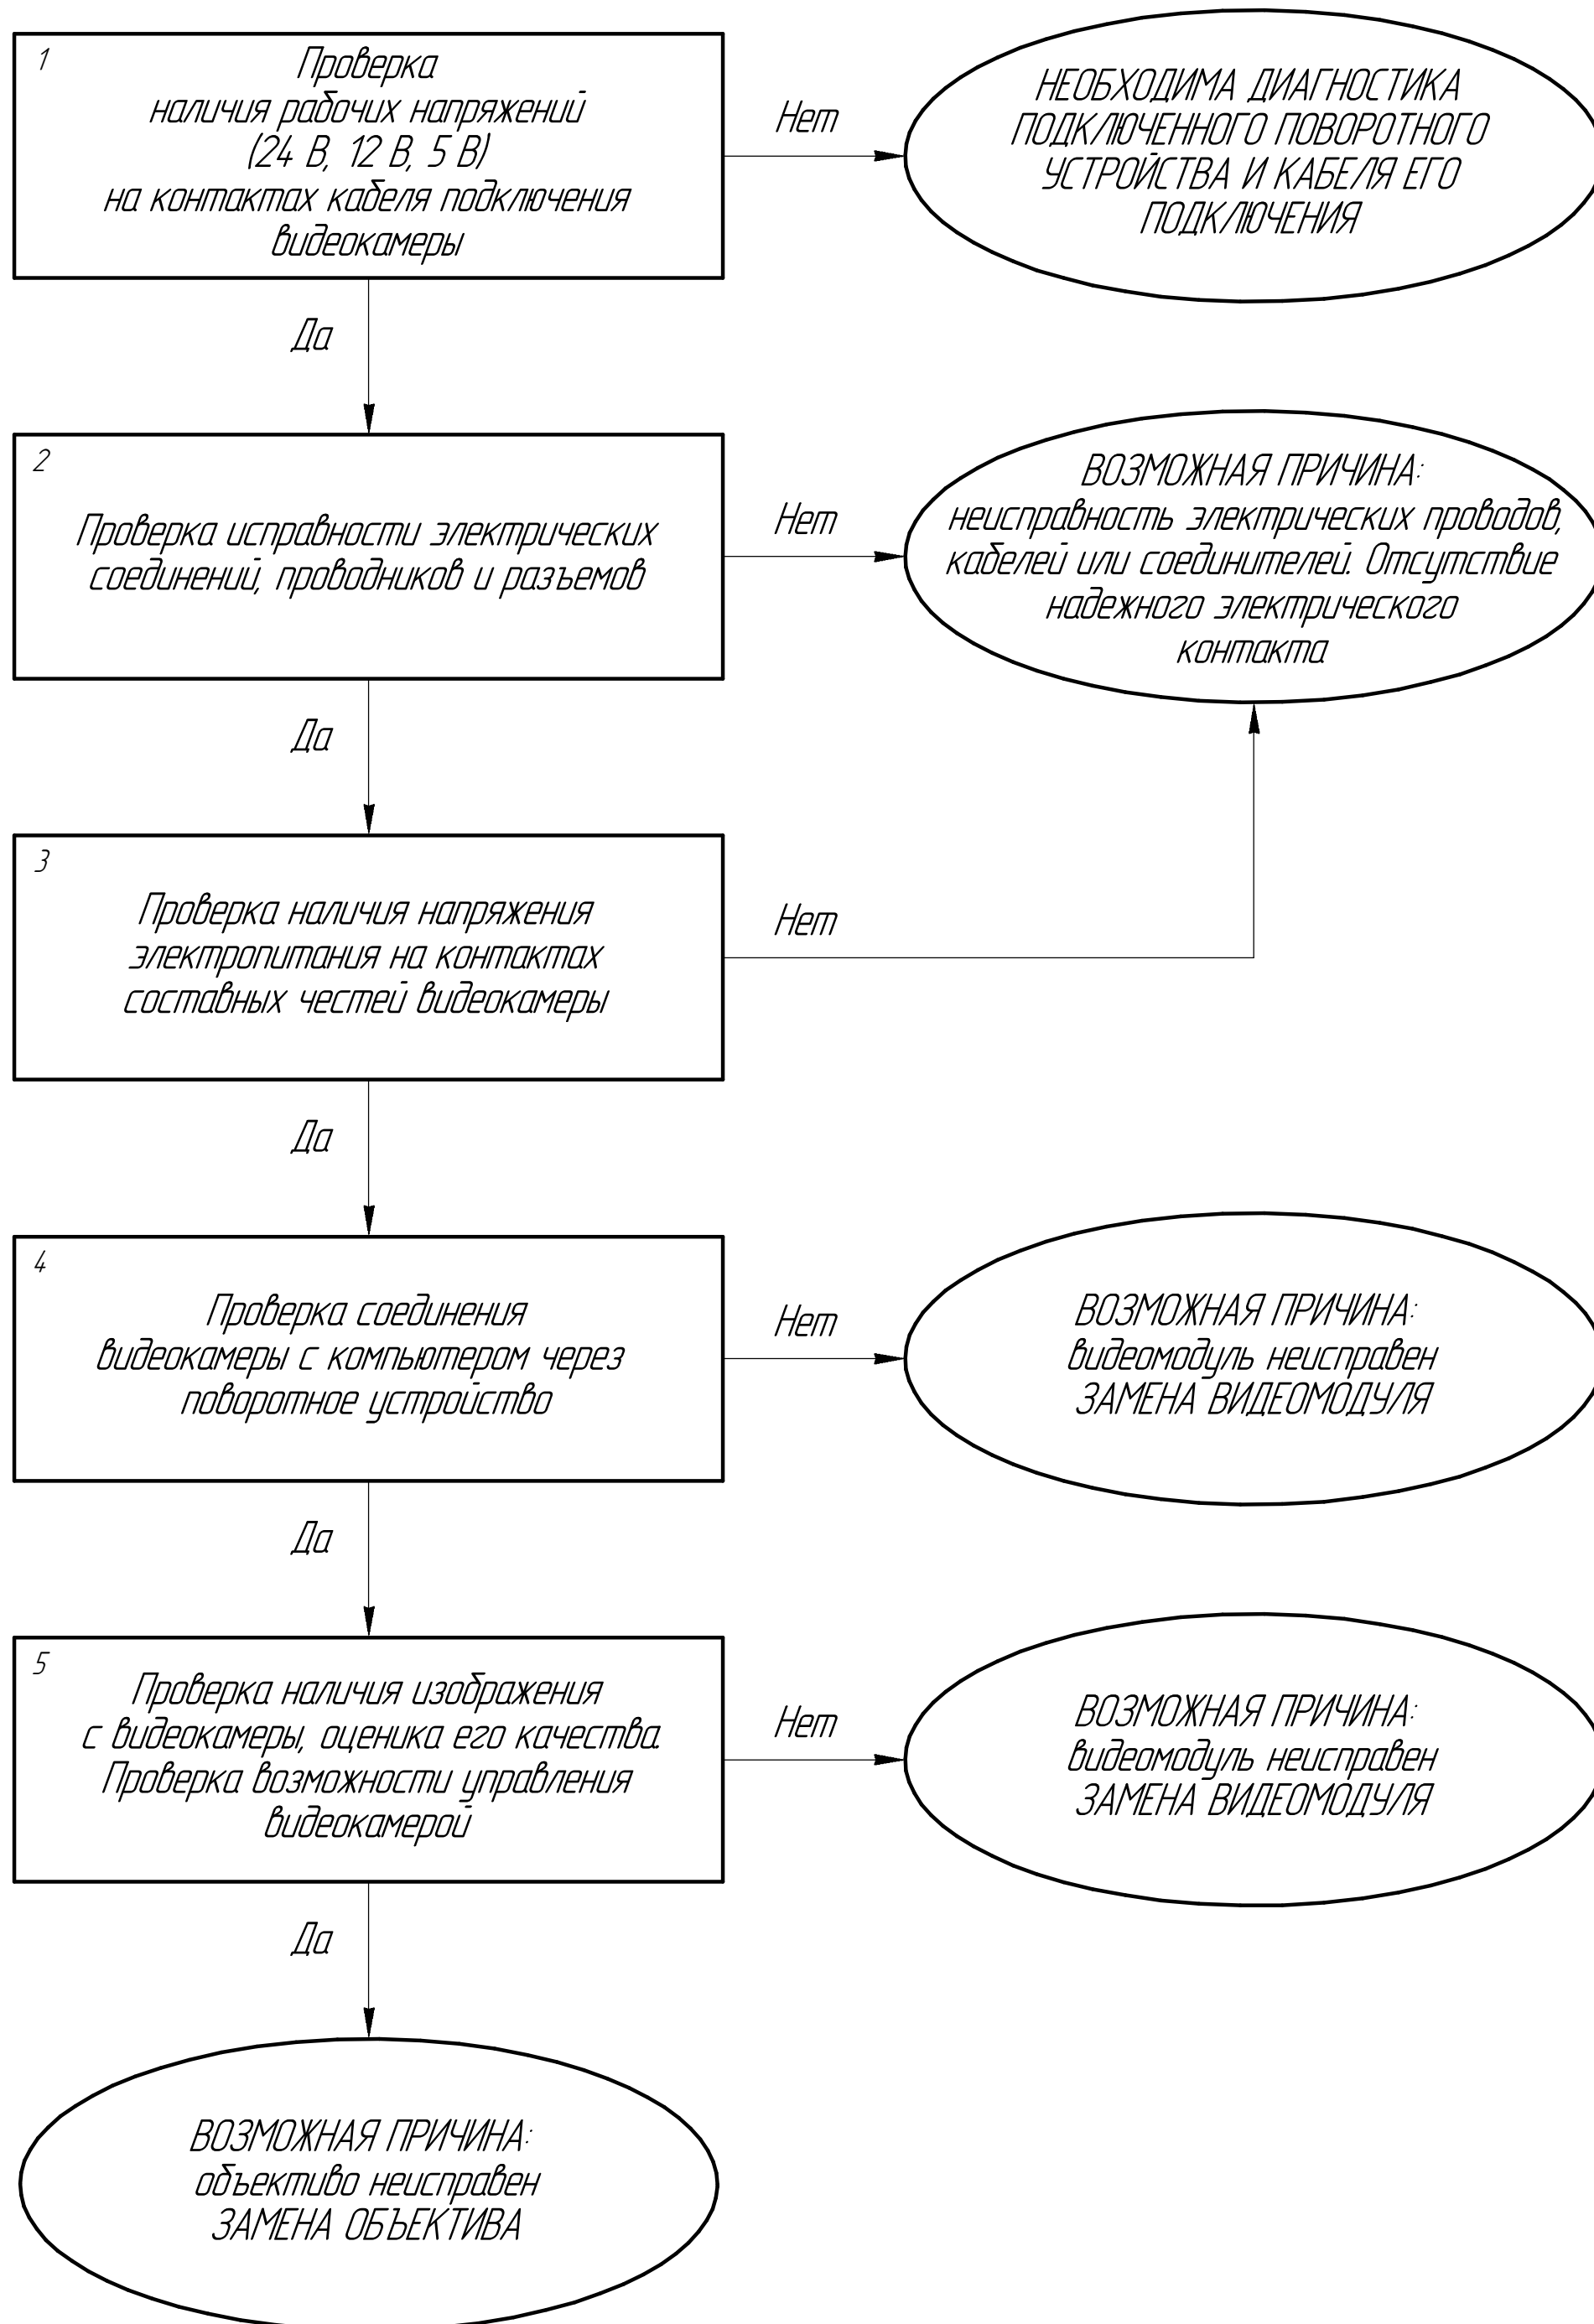 1
Проверка
наличия рабочих напряжений
(24 В, 12 В, 5 В)
на контактах кабеля подключения
видеокамеры
Нет
НЕОБХОДИМА ДИАГНОСТИКА
ПОДКЛЮЧЕННОГО ПОВОРОТНОГО
УСТРОЙСТВА И КАБЕЛЯ ЕГО
ПОДКЛЮЧЕНИЯ
Да
2
Проверка исправности электрических
соединений, проводников и разъемов
Нет
ВОЗМОЖНАЯ ПРИЧИНА:
неисправность электрических проводов,
кабелей или соединителей. Отсутствие
надежного электрического
контакта
Да
3
Проверка наличия напряжения
электропитания на контактах
составных честей видеокамеры
Нет
Да
4
Проверка соединения
видеокамеры с компьютером через
поворотное устройство
Нет
ВОЗМОЖНАЯ ПРИЧИНА:
видеомодуль неисправен
ЗАМЕНА ВИДЕОМОДУЛЯ
Да
5
Проверка наличия изображения
с видеокамеры, оценика его качества.
Проверка возможности управления
видеокамерой
Нет
ВОЗМОЖНАЯ ПРИЧИНА:
видеомодуль неисправен
ЗАМЕНА ВИДЕОМОДУЛЯ
Да
ВОЗМОЖНАЯ ПРИЧИНА:
объективо неисправен
ЗАМЕНА ОБЪЕКТИВА